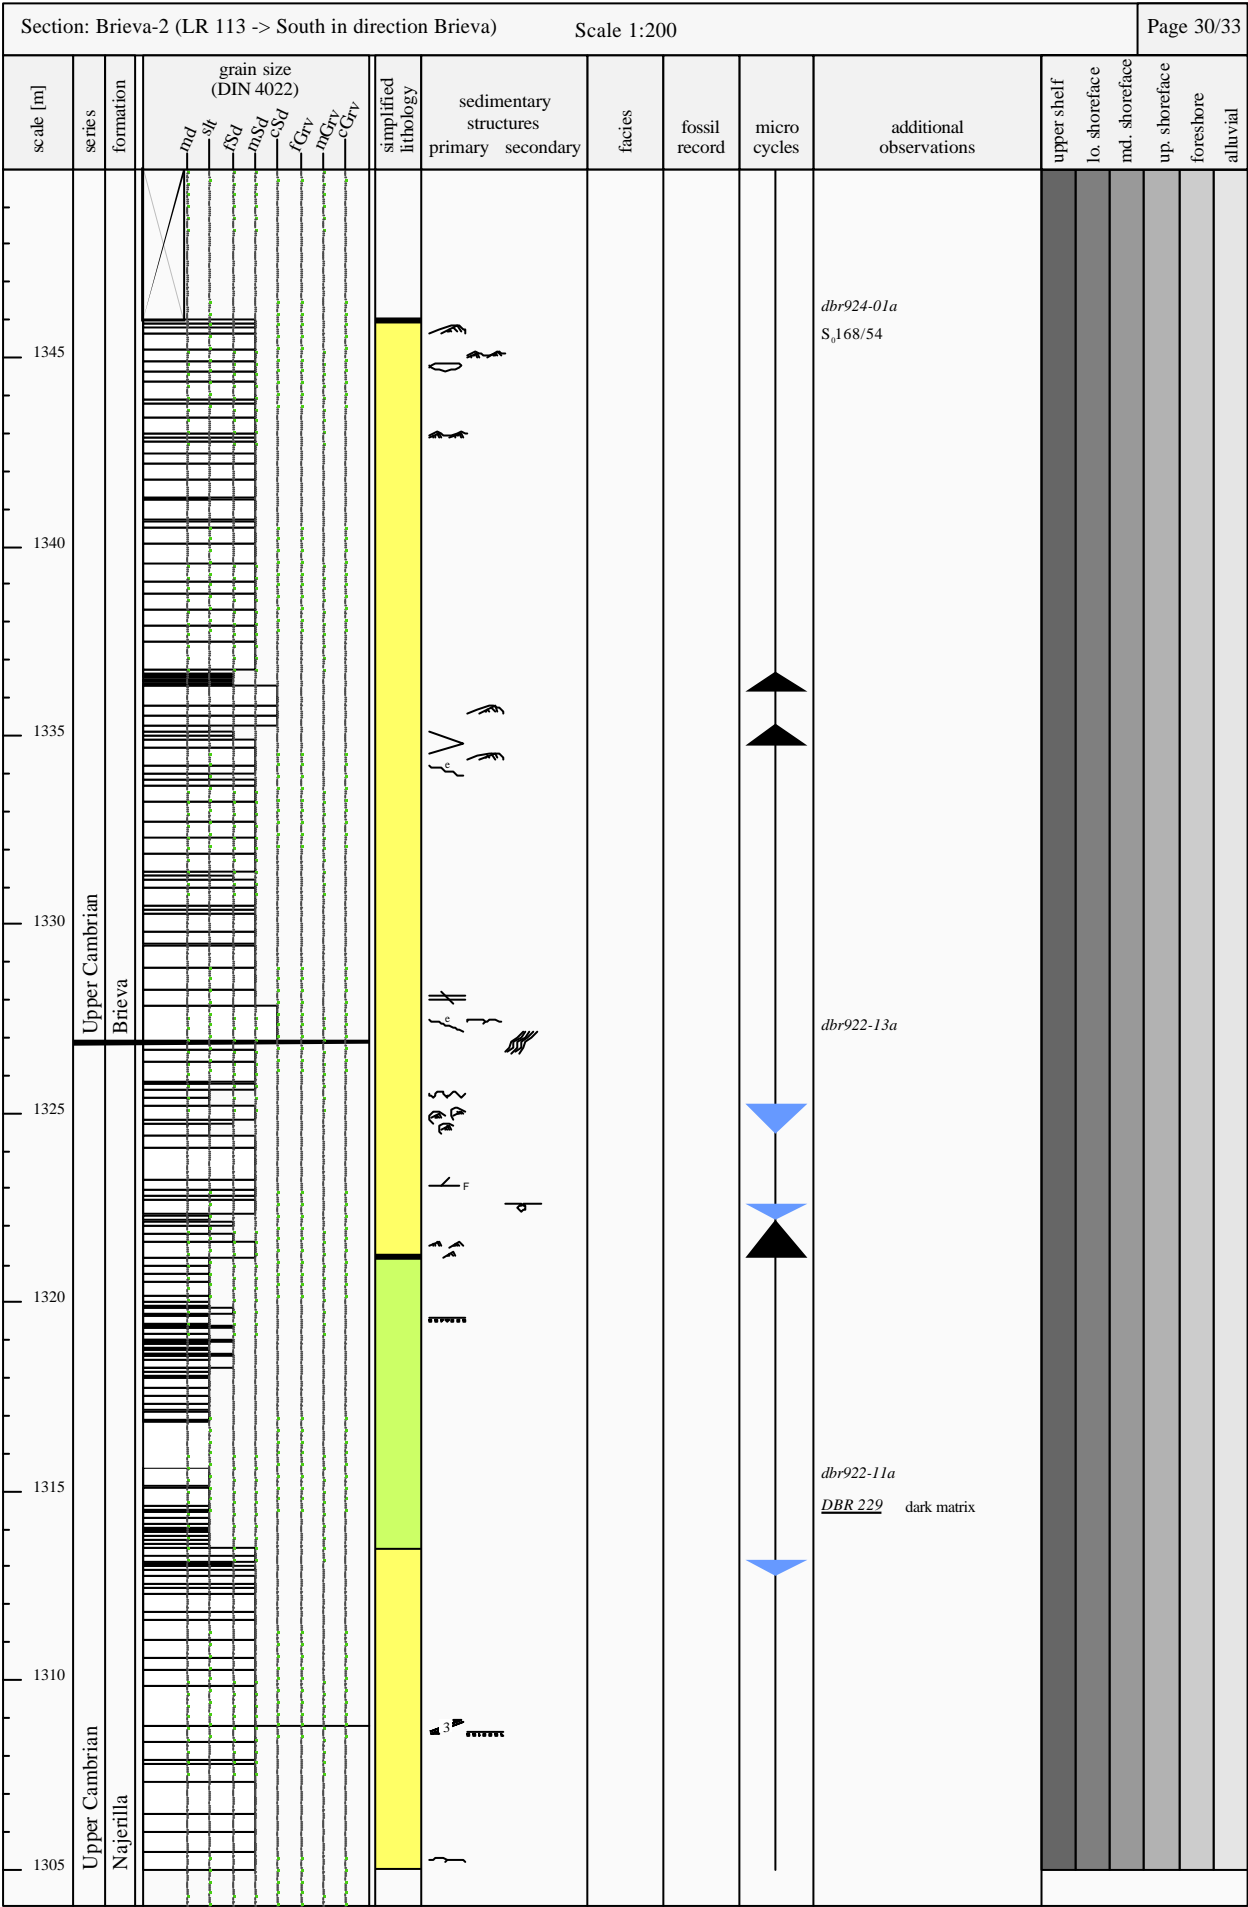 Section: Brieva-2 (LR 113 -> South in direction Brieva)
Scale 1:200
Page 30/33
scale [m]
series
formation
grain size
(DIN 4022)
md
slt
fSd
mSd
cSd
fGrv
mGrv
cGrv
simplified
lithology
sedimentary
structures
primary secondary
facies
fossil
record
micro
cycles
additional
observations
upper shelf
lo. shoreface
md. shoreface
up. shoreface
foreshore
alluvial
dbr924-01a
S₀168/54
1345
1340
1335
e
1330
Upper Cambrian
Brieva
e
dbr922-13a
1325
F
1320
1315
dbr922-11a
DBR 229 dark matrix
1310
3
Upper Cambrian
Najerilla
1305